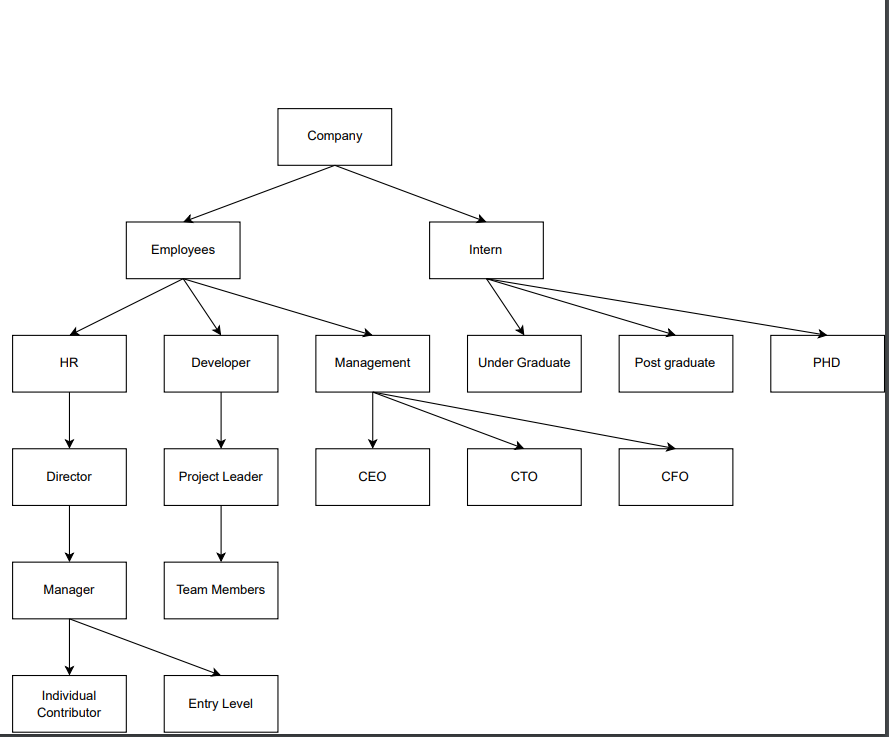 Company
Employees
Intern
HR
Developer
Management
Under Graduate
Post graduate
PHD
Director
Project Leader
CEO
CTO
CFO
Manager
Team Members
Individual
Contributor
Entry Level